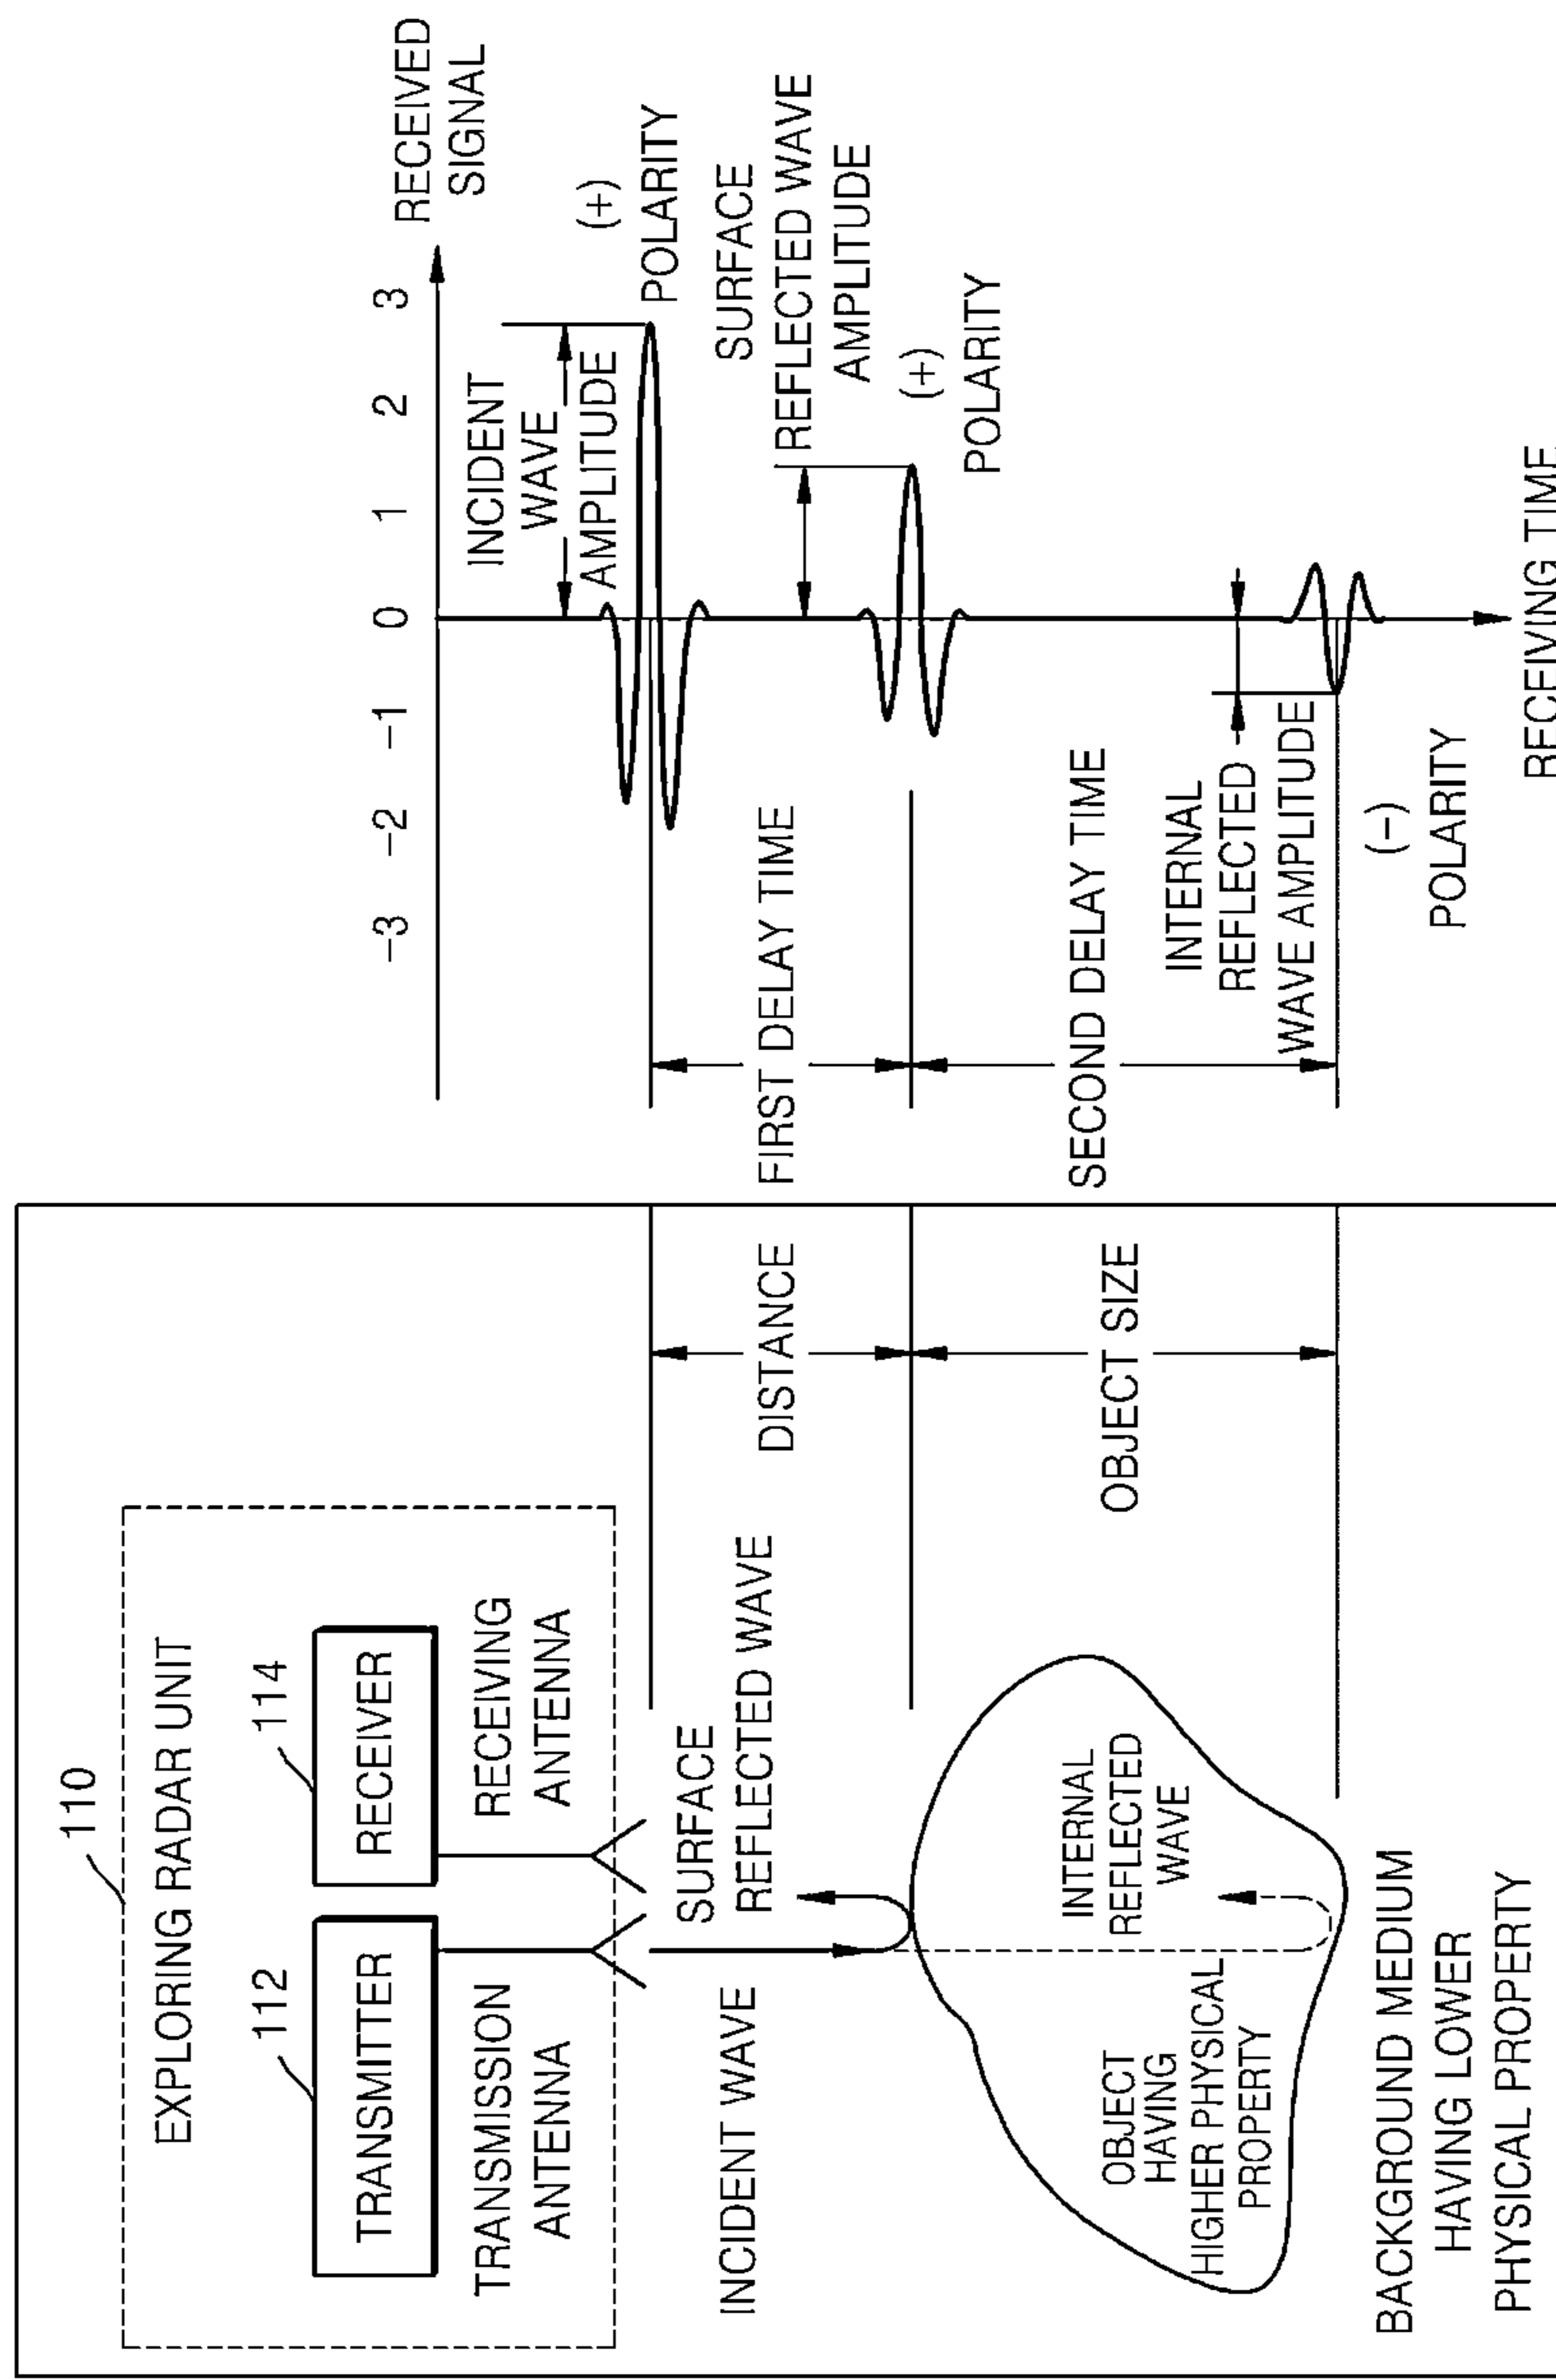 110
EXPLORING RADAR UNIT
112
114
TRANSMITTER
RECEIVER
TRANSMISSION
ANTENNA
RECEIVING
ANTENNA
INCIDENT WAVE
SURFACE
REFLECTED WAVE
DISTANCE
OBJECT SIZE
OBJECT
HAVING
HIGHER PHYSICAL
PROPERTY
INTERNAL
REFLECTED
WAVE
BACKGROUND MEDIUM
HAVING LOWER
PHYSICAL PROPERTY
RECEIVED
SIGNAL
−3 −2 −1 0 1 2 3
INCIDENT
WAVE
AMPLITUDE
(+)
POLARITY
SURFACE
REFLECTED WAVE
AMPLITUDE
(+)
POLARITY
FIRST DELAY TIME
SECOND DELAY TIME
INTERNAL
REFLECTED
WAVE AMPLITUDE
(−)
POLARITY
RECEIVING TIME